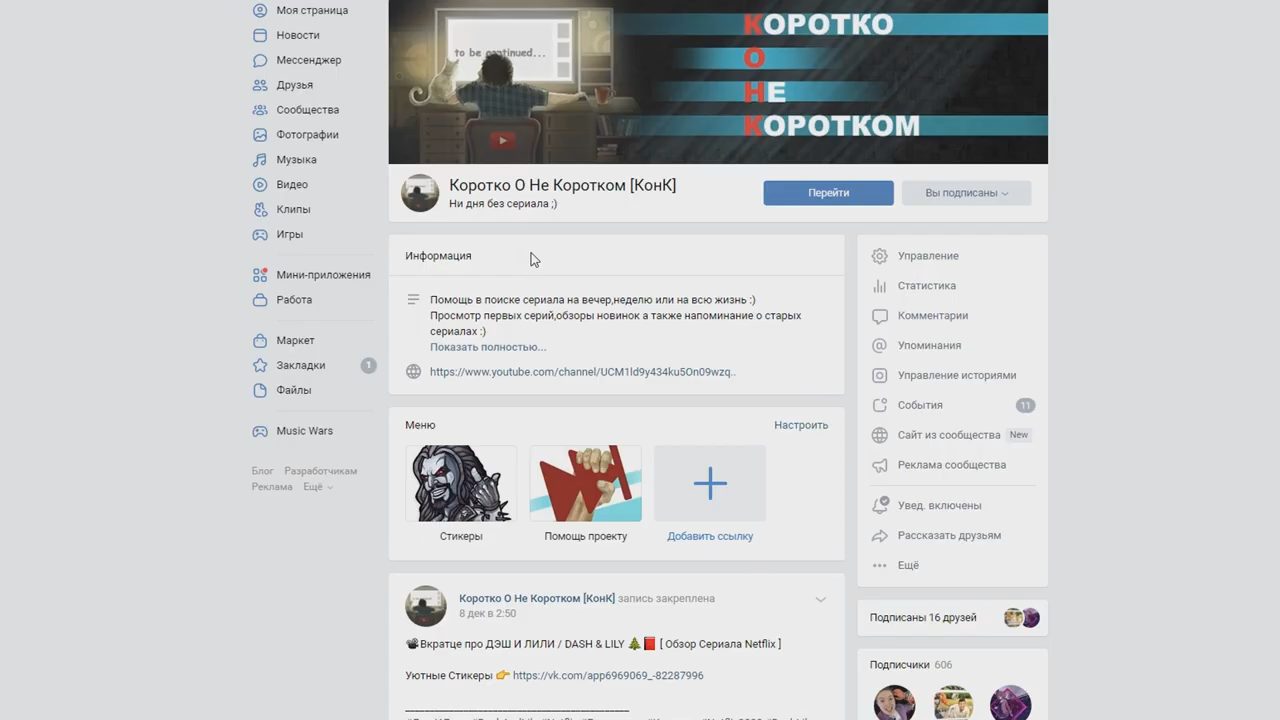 Моя страница
Новости
Мессенджер
Друзья
Сообщества
Фотографии
Музыка
Видео
Клипы
Игры
Мини-приложения
Работа
Маркет
Закладки 1
Файлы
Music Wars
Блог Разработчикам
Реклама Ещё
to be continued...
КОРОТКО
О
НЕ
КОРОТКОМ
Коротко О Не Коротком [КонК]
Ни дня без сериала ;)
Перейти
Вы подписаны
Информация
Помощь в поиске сериала на вечер,неделю или на всю жизнь :)
Просмотр первых серий,обзоры новинок а также напоминание о старых
сериалах :)
Показать полностью...
https://www.youtube.com/channel/UCM1ld9y434ku5On09wzq..
Меню Настроить
Стикеры
Помощь проекту
Добавить ссылку
Коротко О Не Коротком [КонК] запись закреплена
8 дек в 2:50
📽Вкратце про ДЭШ И ЛИЛИ / DASH & LILY 🎄📕 [ Обзор Сериала Netflix ]
Уютные Стикеры 👉 https://vk.com/app6969069_-82287996
Управление
Статистика
Комментарии
Упоминания
Управление историями
События 11
Сайт из сообщества New
Реклама сообщества
Увед. включены
Рассказать друзьям
Ещё
Подписаны 16 друзей
Подписчики 606